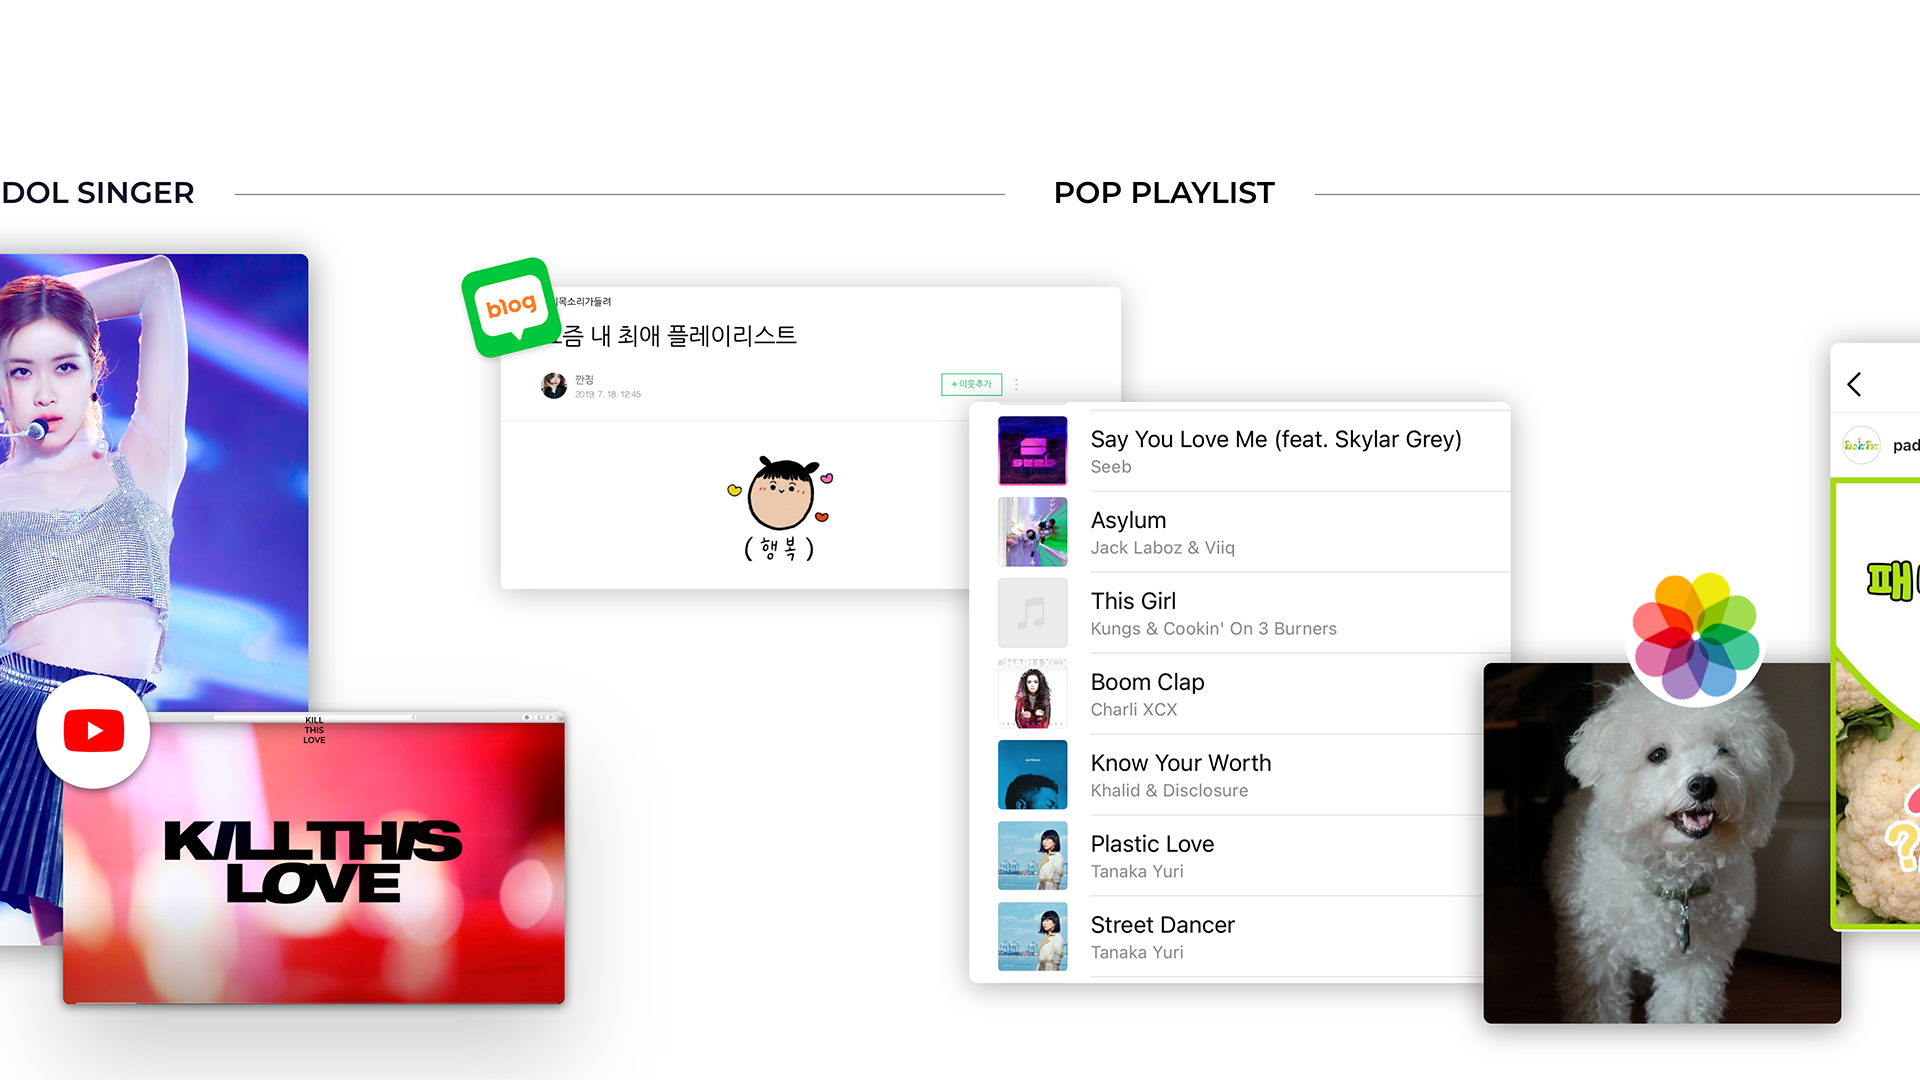 DOL SINGER
POP PLAYLIST
blog
목소리가들려
즘 내 최애 플레이리스트
깐징
2019. 7. 18. 12:45
+ 이웃추가
( 행복 )
KILL
THIS
LOVE
KILL THIS
LOVE
SEEB
Say You Love Me (feat. Skylar Grey)
Seeb
Asylum
Jack Laboz & Viiq
This Girl
Kungs & Cookin' On 3 Burners
CHARLI XCX
Boom Clap
Charli XCX
Know Your Worth
Khalid & Disclosure
Plastic Love
Tanaka Yuri
Street Dancer
Tanaka Yuri
pad
패
?